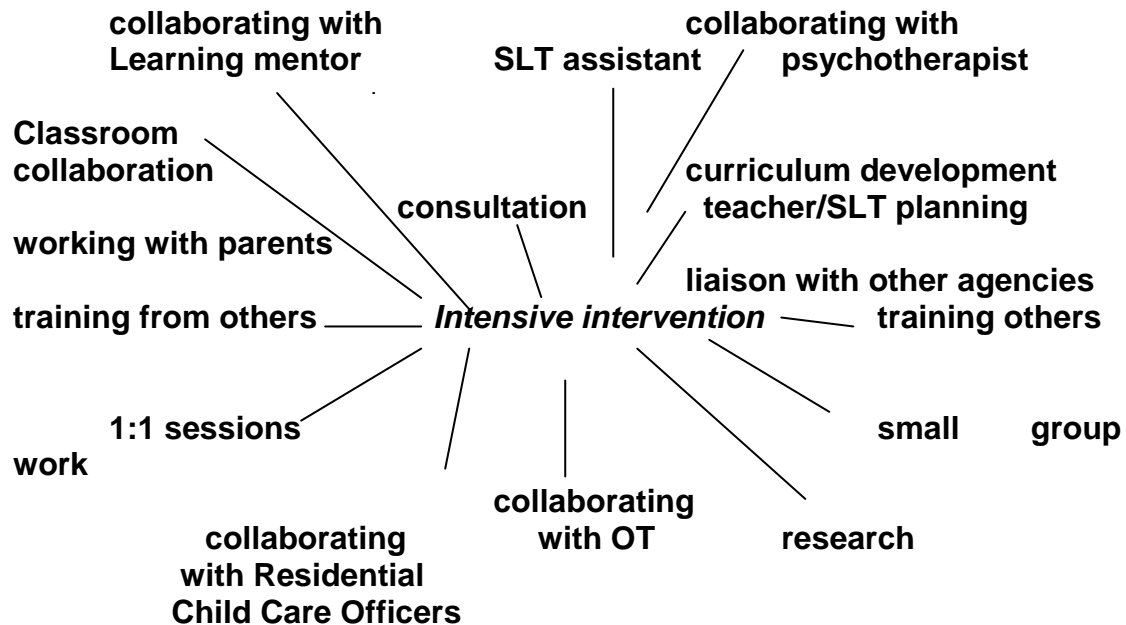 collaborating with collaborating with
Learning mentor SLT assistant psychotherapist
Classroom
collaboration curriculum development
consultation teacher/SLT planning
working with parents
liaison with other agencies
training from others Intensive intervention training others
1:1 sessions small group
work
collaborating
collaborating with OT research
with Residential
Child Care Officers